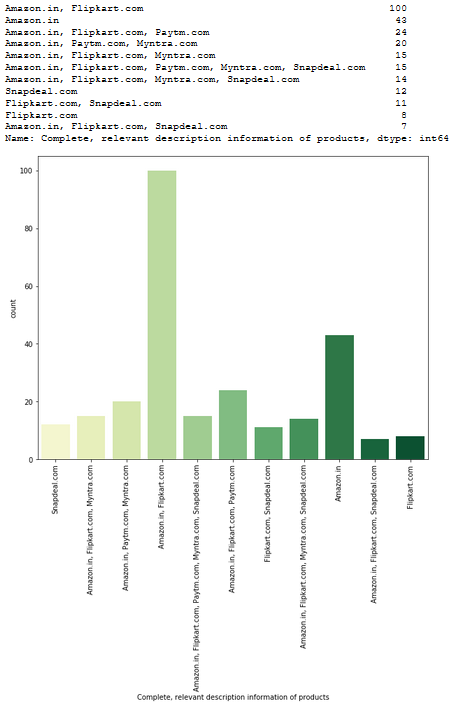 Amazon.in, Flipkart.com 100
Amazon.in 43
Amazon.in, Flipkart.com, Paytm.com 24
Amazon.in, Paytm.com, Myntra.com 20
Amazon.in, Flipkart.com, Myntra.com 15
Amazon.in, Flipkart.com, Paytm.com, Myntra.com, Snapdeal.com 15
Amazon.in, Flipkart.com, Myntra.com, Snapdeal.com 14
Snapdeal.com 12
Flipkart.com, Snapdeal.com 11
Flipkart.com 8
Amazon.in, Flipkart.com, Snapdeal.com 7
Name: Complete, relevant description information of products, dtype: int64
100
80
60
40
20
0
count
Snapdeal.com
Amazon.in, Flipkart.com, Myntra.com
Amazon.in, Paytm.com, Myntra.com
Amazon.in, Flipkart.com
Amazon.in, Flipkart.com, Paytm.com, Myntra.com, Snapdeal.com
Amazon.in, Flipkart.com, Paytm.com
Flipkart.com, Snapdeal.com
Amazon.in, Flipkart.com, Myntra.com, Snapdeal.com
Amazon.in
Amazon.in, Flipkart.com, Snapdeal.com
Flipkart.com
Complete, relevant description information of products